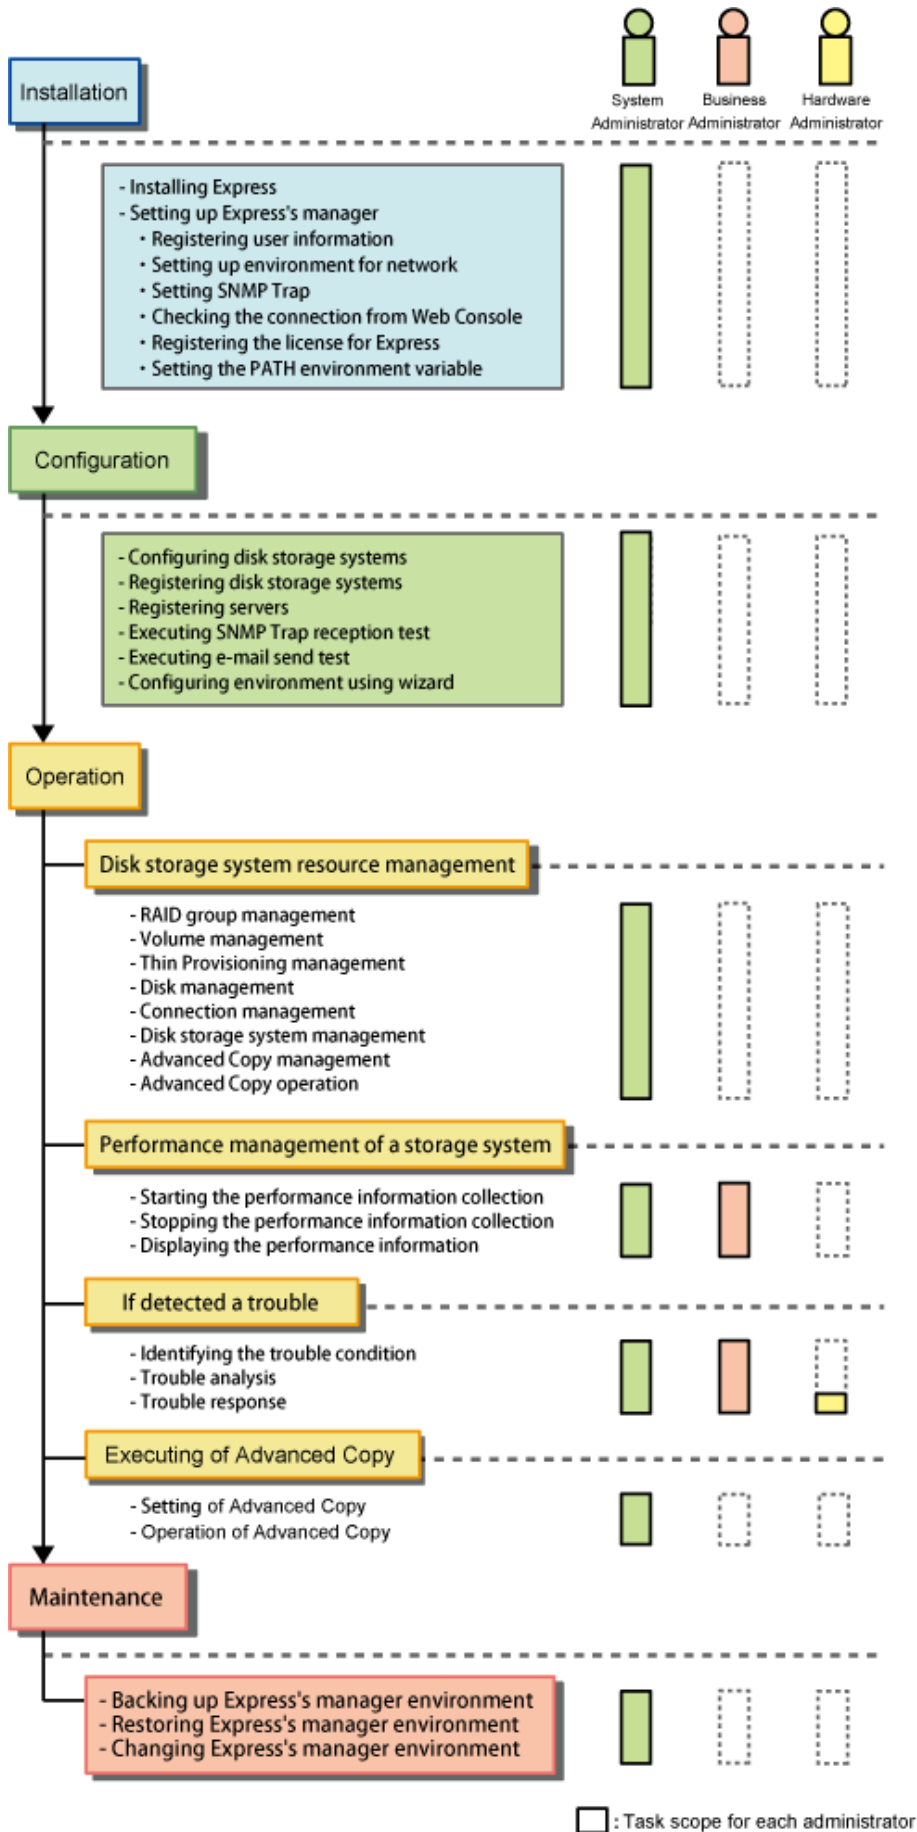 Installation
System Administrator
Business Administrator
Hardware Administrator
- Installing Express
- Setting up Express's manager
・Registering user information
・Setting up environment for network
・Setting SNMP Trap
・Checking the connection from Web Console
・Registering the license for Express
・Setting the PATH environment variable
Configuration
- Configuring disk storage systems
- Registering disk storage systems
- Registering servers
- Executing SNMP Trap reception test
- Executing e-mail send test
- Configuring environment using wizard
Operation
Disk storage system resource management
- RAID group management
- Volume management
- Thin Provisioning management
- Disk management
- Connection management
- Disk storage system management
- Advanced Copy management
- Advanced Copy operation
Performance management of a storage system
- Starting the performance information collection
- Stopping the performance information collection
- Displaying the performance information
If detected a trouble
- Identifying the trouble condition
- Trouble analysis
- Trouble response
Executing of Advanced Copy
- Setting of Advanced Copy
- Operation of Advanced Copy
Maintenance
- Backing up Express's manager environment
- Restoring Express's manager environment
- Changing Express's manager environment
: Task scope for each administrator